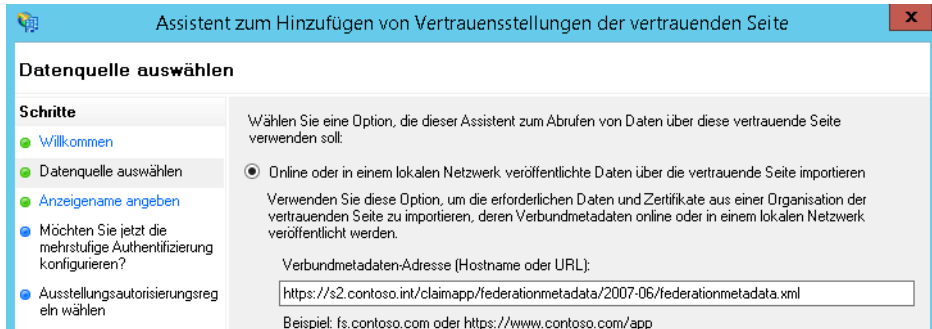 Assistent zum Hinzufügen von Vertrauensstellungen der vertrauenden Seite
x
Datenquelle auswählen
Schritte
Willkommen
Datenquelle auswählen
Anzeigename angeben
Möchten Sie jetzt die
mehrstufige Authentifizierung
konfigurieren?
Ausstellungsautorisierungsreg
eln wählen
Wählen Sie eine Option, die dieser Assistent zum Abrufen von Daten über diese vertrauende Seite
verwenden soll:
Online oder in einem lokalen Netzwerk veröffentlichte Daten über die vertrauende Seite importieren
Verwenden Sie diese Option, um die erforderlichen Daten und Zertifikate aus einer Organisation der
vertrauenden Seite zu importieren, deren Verbundmetadaten online oder in einem lokalen Netzwerk
veröffentlicht werden.
Verbundmetadaten-Adresse (Hostname oder URL):
https://s2.contoso.int/claimapp/federationmetadata/2007-06/federationmetadata.xml
Beispiel: fs.contoso.com oder https://www.contoso.com/app